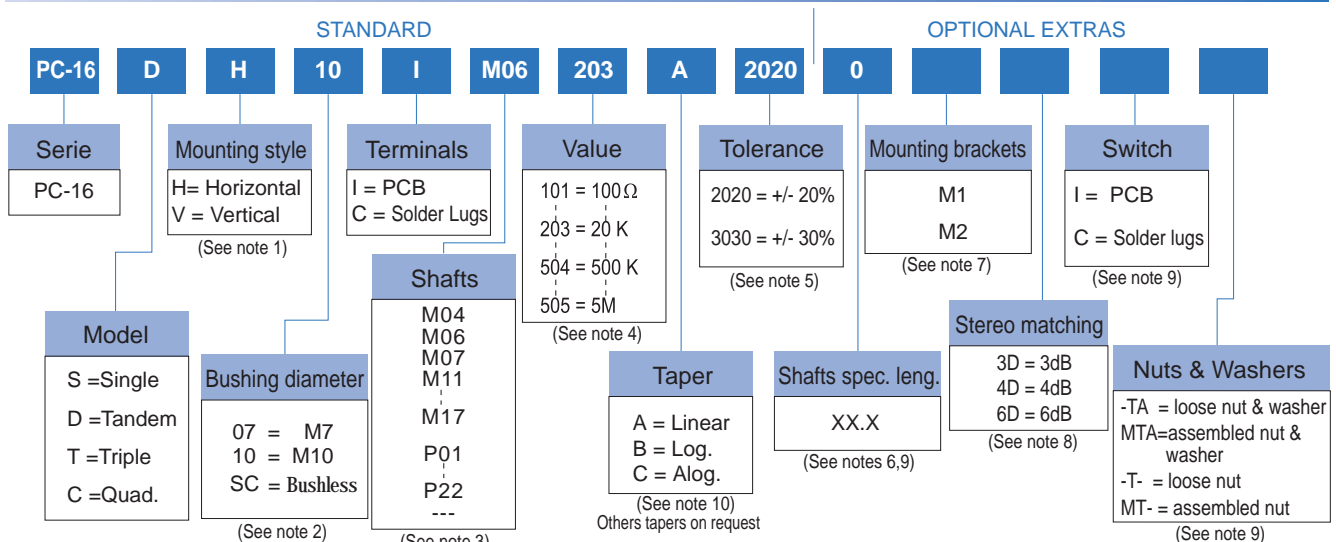 STANDARD
OPTIONAL EXTRAS
PC-16 D H 10 I M06 203 A 2020 0
Serie
PC-16
Mounting style
H= Horizontal
V = Vertical
(See note 1)
Terminals
I = PCB
C = Solder Lugs
Value
101 = 100Ω
203 = 20 K
504 = 500 K
505 = 5M
(See note 4)
Tolerance
2020 = +/- 20%
3030 = +/- 30%
(See note 5)
Mounting brackets
M1
M2
(See note 7)
Switch
I = PCB
C = Solder lugs
(See note 9)
Model
S =Single
D =Tandem
T =Triple
C =Quad.
Bushing diameter
07 = M7
10 = M10
SC = Bushless
(See note 2)
Shafts
M04
M06
M07
M11
M17
P01
P22
---
(See note 3)
Taper
A = Linear
B = Log.
C = Alog.
(See note 10)
Others tapers on request
Shafts spec. leng.
XX.X
(See notes 6,9)
Stereo matching
3D = 3dB
4D = 4dB
6D = 6dB
(See note 8)
Nuts & Washers
-TA = loose nut & washer
MTA=assembled nut &
washer
-T- = loose nut
MT- = assembled nut
(See note 9)